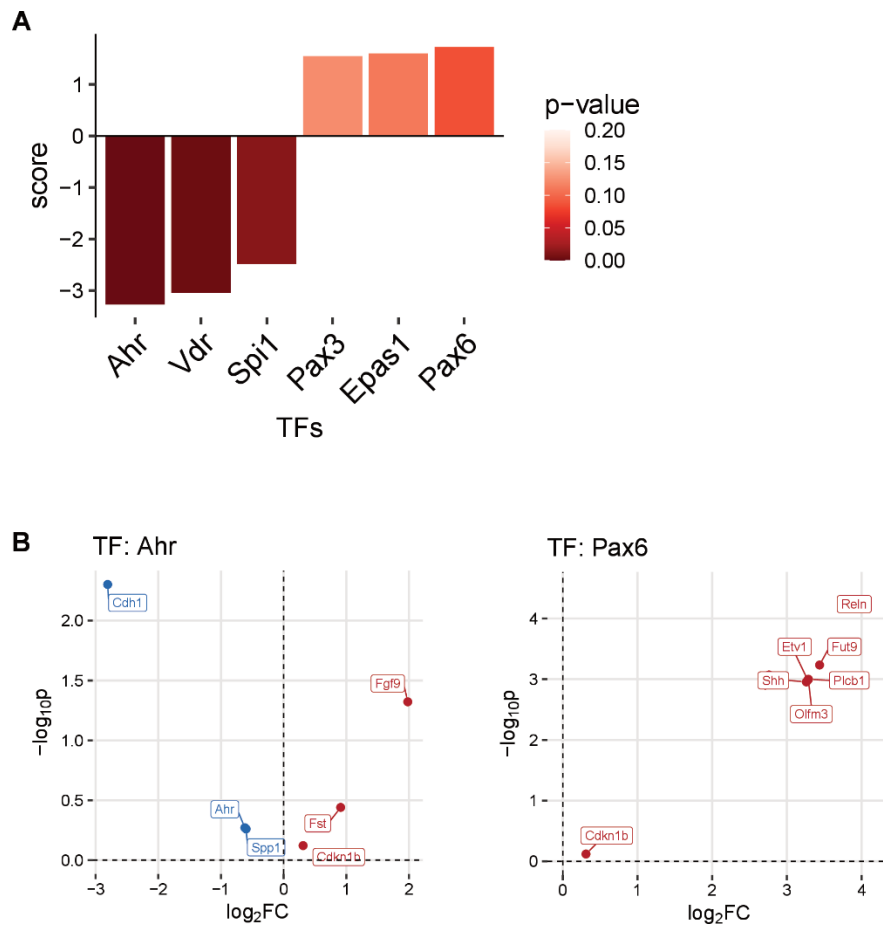 A
score
1
0
−1
−2
−3
Ahr
Vdr
Spi1
Pax3
Epas1
Pax6
TFs
p−value
0.20
0.15
0.10
0.05
0.00
B
TF: Ahr
−log10p
2.0
1.5
1.0
0.5
0.0
Cdh1
Fgf9
Ahr
Fst
Spp1
Cdkn1b
−3 −2 −1 0 1 2
log2FC
TF: Pax6
−log10p
4
3
2
1
0
Reln
Etv1
Fut9
Shh
Plcb1
Olfm3
Cdkn1b
0 1 2 3 4
log2FC